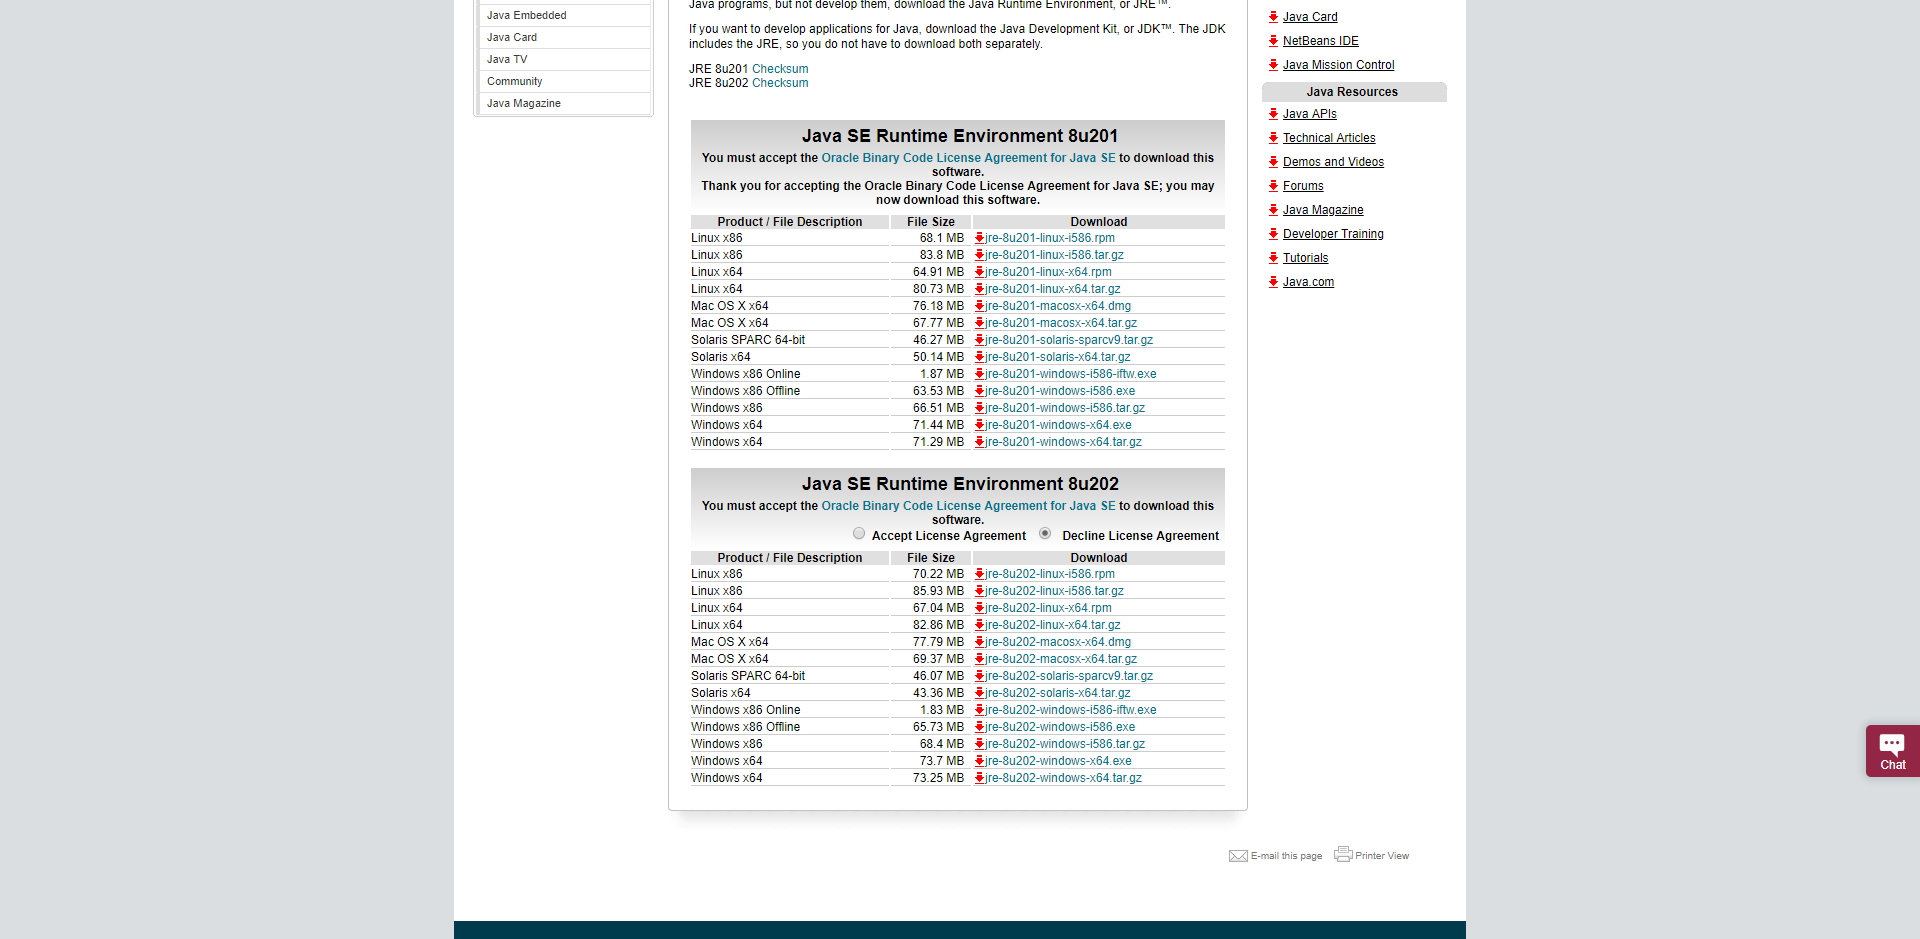 Java Embedded
Java Card
Java TV
Community
Java Magazine
Java programs, but not develop them, download the Java Runtime Environment, or JRE™.
If you want to develop applications for Java, download the Java Development Kit, or JDK™. The JDK
includes the JRE, so you do not have to download both separately.
JRE 8u201 Checksum
JRE 8u202 Checksum
Java SE Runtime Environment 8u201
You must accept the Oracle Binary Code License Agreement for Java SE to download this
software.
Thank you for accepting the Oracle Binary Code License Agreement for Java SE; you may
now download this software.
Product / File Description File Size Download
Linux x86 68.1 MB jre-8u201-linux-i586.rpm
Linux x86 83.8 MB jre-8u201-linux-i586.tar.gz
Linux x64 64.91 MB jre-8u201-linux-x64.rpm
Linux x64 80.73 MB jre-8u201-linux-x64.tar.gz
Mac OS X x64 76.18 MB jre-8u201-macosx-x64.dmg
Mac OS X x64 67.77 MB jre-8u201-macosx-x64.tar.gz
Solaris SPARC 64-bit 46.27 MB jre-8u201-solaris-sparcv9.tar.gz
Solaris x64 50.14 MB jre-8u201-solaris-x64.tar.gz
Windows x86 Online 1.87 MB jre-8u201-windows-i586-iftw.exe
Windows x86 Offline 63.53 MB jre-8u201-windows-i586.exe
Windows x86 66.51 MB jre-8u201-windows-i586.tar.gz
Windows x64 71.44 MB jre-8u201-windows-x64.exe
Windows x64 71.29 MB jre-8u201-windows-x64.tar.gz
Java SE Runtime Environment 8u202
You must accept the Oracle Binary Code License Agreement for Java SE to download this
software.
Accept License Agreement Decline License Agreement
Product / File Description File Size Download
Linux x86 70.22 MB jre-8u202-linux-i586.rpm
Linux x86 85.93 MB jre-8u202-linux-i586.tar.gz
Linux x64 67.04 MB jre-8u202-linux-x64.rpm
Linux x64 82.86 MB jre-8u202-linux-x64.tar.gz
Mac OS X x64 77.79 MB jre-8u202-macosx-x64.dmg
Mac OS X x64 69.37 MB jre-8u202-macosx-x64.tar.gz
Solaris SPARC 64-bit 46.07 MB jre-8u202-solaris-sparcv9.tar.gz
Solaris x64 43.36 MB jre-8u202-solaris-x64.tar.gz
Windows x86 Online 1.83 MB jre-8u202-windows-i586-iftw.exe
Windows x86 Offline 65.73 MB jre-8u202-windows-i586.exe
Windows x86 68.4 MB jre-8u202-windows-i586.tar.gz
Windows x64 73.7 MB jre-8u202-windows-x64.exe
Windows x64 73.25 MB jre-8u202-windows-x64.tar.gz
Java Card
NetBeans IDE
Java Mission Control
Java Resources
Java APIs
Technical Articles
Demos and Videos
Forums
Java Magazine
Developer Training
Tutorials
Java.com
Chat
E-mail this page Printer View